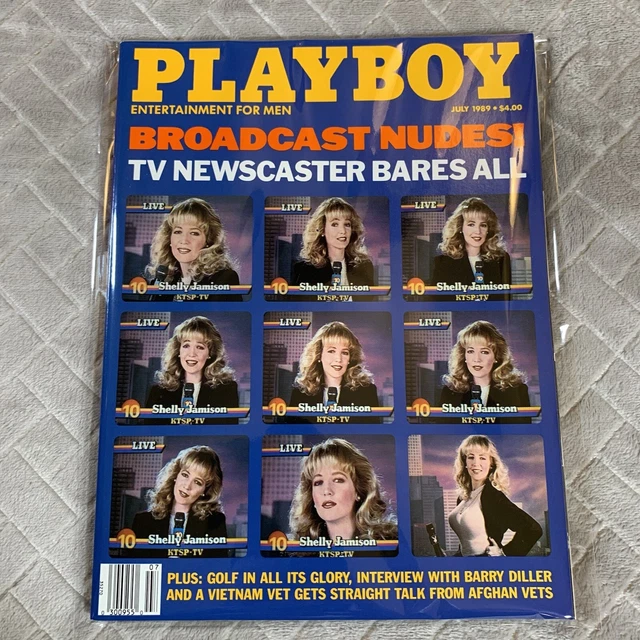 PLAYBOY
ENTERTAINMENT FOR MEN
JULY 1989 • $4.00
BROADCAST NUDES!
TV NEWSCASTER BARES ALL
LIVE
LIVE
LIVE
10 Shelly Jamison
10 Shelly Jamison
10 Shelly Jamison
KTSP-TV
KTSP-TV
KTSP-TV
LIVE
LIVE
LIVE
10 Shelly Jamison
10 Shelly Jamison
10 Shelly Jamison
KTSP-TV
KTSP-TV
KTSP-TV
LIVE
LIVE
10 Shelly Jamison
10 Shelly Jamison
KTSP-TV
KTSP-TV
07
PLUS: GOLF IN ALL ITS GLORY, INTERVIEW WITH BARRY DILLER
AND A VIETNAM VET GETS STRAIGHT TALK FROM AFGHAN VETS
0 300955 0